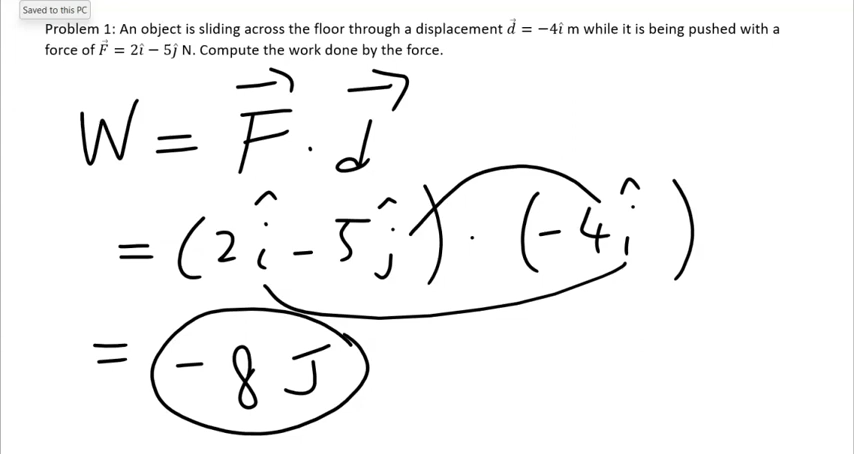 Saved to this PC
Problem 1: An object is sliding across the floor through a displacement d⃗ = −4î m while it is being pushed with a
force of F⃗ = 2î − 5ĵ N. Compute the work done by the force.
W = F⃗ · d⃗
= (2î − 5ĵ) · (−4î)
= −8 J